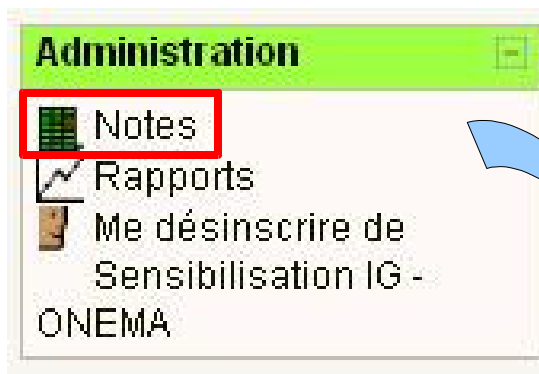 Administration
Notes
Rapports
Me désinscrire de
Sensibilisation IG -
ONEMA